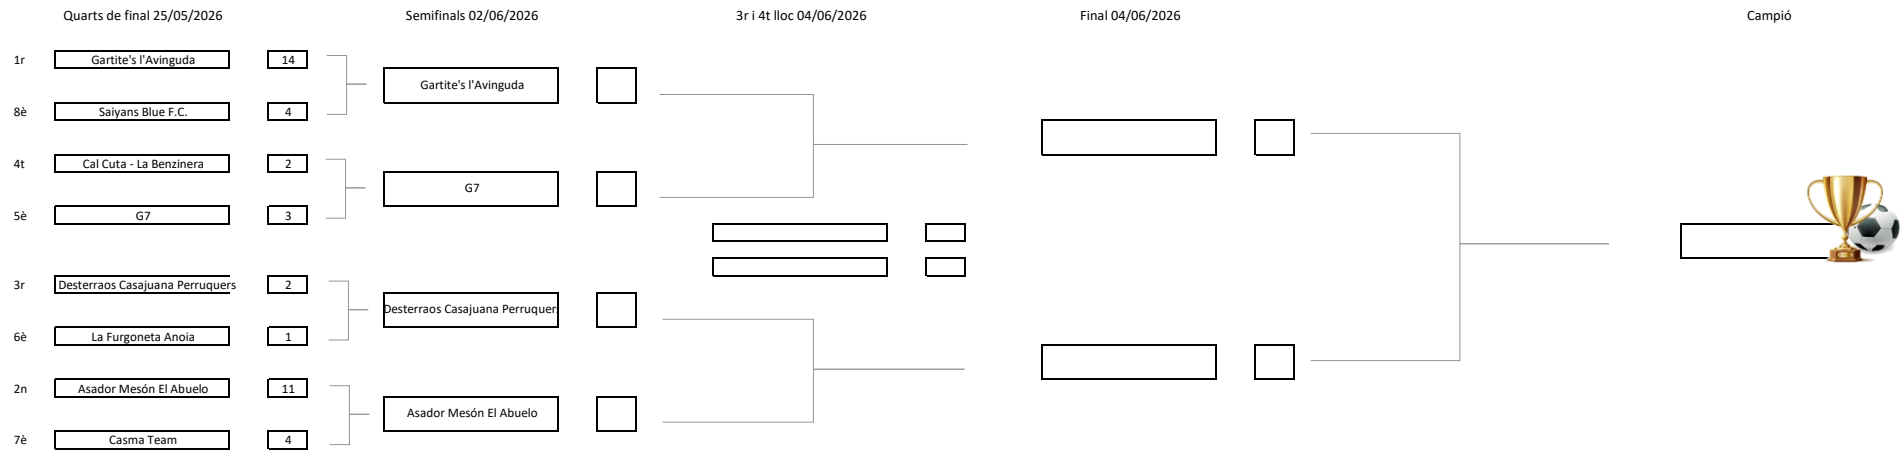 Quarts de final 25/05/2026
Semifinals 02/06/2026
3r i 4t lloc 04/06/2026
Final 04/06/2026
Campió
1r Gartite's l'Avinguda 14
Gartite's l'Avinguda
8è Saiyans Blue F.C. 4
4t Cal Cuta - La Benzinera 2
G7
5è G7 3
3r Desterraos Casajuana Perruquers 2
Desterraos Casajuana Perruquers
6è La Furgoneta Anoia 1
2n Asador Mesón El Abuelo 11
Asador Mesón El Abuelo
7è Casma Team 4